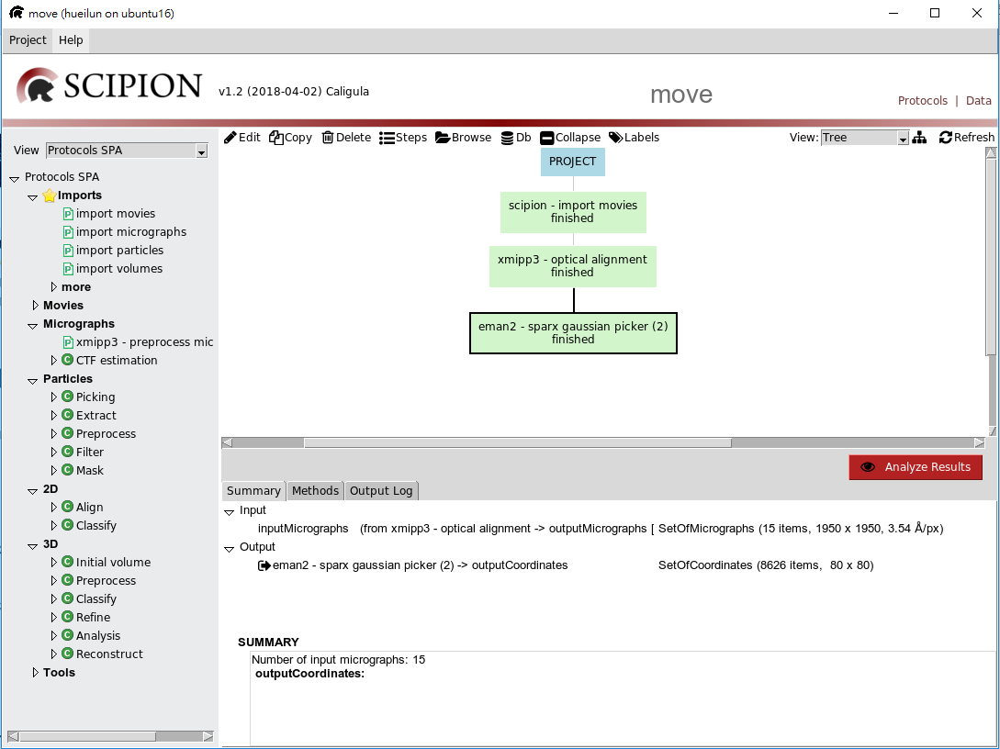 move (hueilun on ubuntu16)
Project Help
SCIPION v1.2 (2018-04-02) Caligula move Protocols | Data
View Protocols SPA
Protocols SPA
Imports
import movies
import micrographs
import particles
import volumes
more
Movies
Micrographs
xmipp3 - preprocess mic
CTF estimation
Particles
Picking
Extract
Preprocess
Filter
Mask
2D
Align
Classify
3D
Initial volume
Preprocess
Classify
Refine
Analysis
Reconstruct
Tools
Edit Copy Delete Steps Browse Db Collapse Labels View: Tree Refresh
PROJECT
scipion - import movies
finished
xmipp3 - optical alignment
finished
eman2 - sparx gaussian picker (2)
finished
Analyze Results
Summary Methods Output Log
Input
inputMicrographs (from xmipp3 - optical alignment -> outputMicrographs [ SetOfMicrographs (15 items, 1950 x 1950, 3.54 Å/px)
Output
eman2 - sparx gaussian picker (2) -> outputCoordinates SetOfCoordinates (8626 items, 80 x 80)
SUMMARY
Number of input micrographs: 15
outputCoordinates: